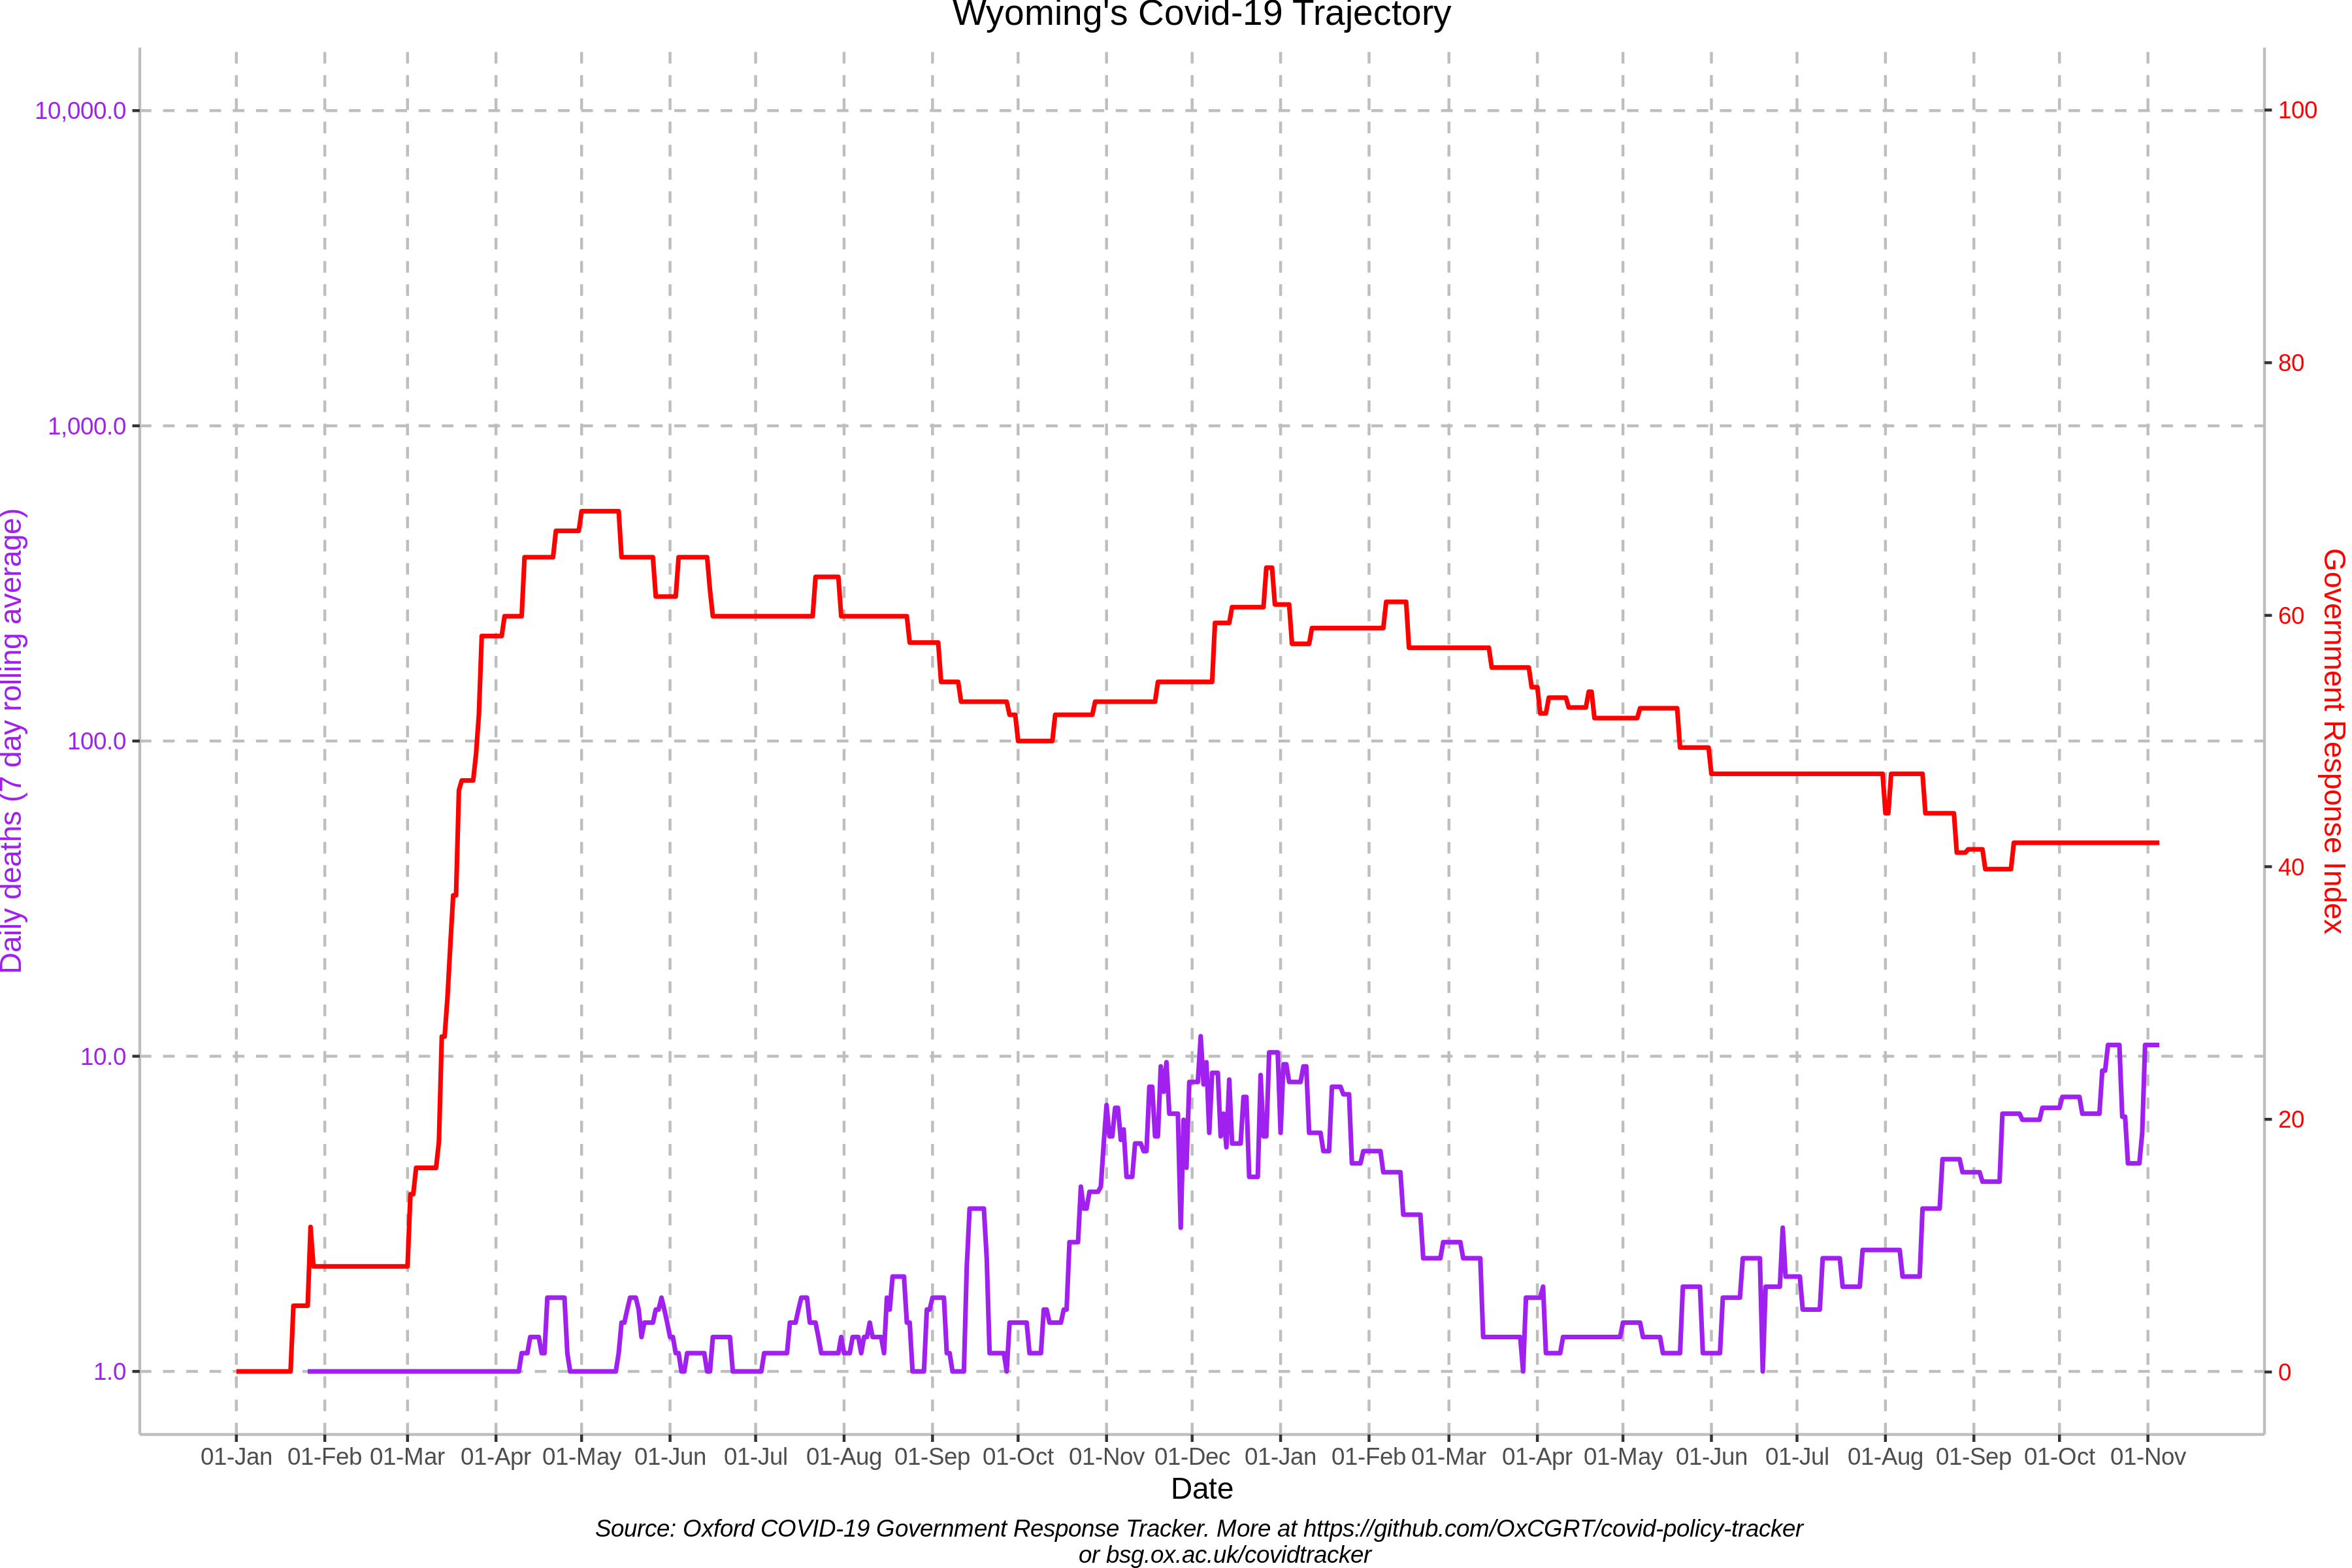 Wyoming's Covid-19 Trajectory
Daily deaths (7 day rolling average)
10,000.0
1,000.0
100.0
10.0
1.0
100
80
60
40
20
0
Government Response Index
01-Jan 01-Feb 01-Mar 01-Apr 01-May 01-Jun 01-Jul 01-Aug 01-Sep 01-Oct 01-Nov 01-Dec 01-Jan 01-Feb 01-Mar 01-Apr 01-May 01-Jun 01-Jul 01-Aug 01-Sep 01-Oct 01-Nov
Date
Source: Oxford COVID-19 Government Response Tracker. More at https://github.com/OxCGRT/covid-policy-tracker
or bsg.ox.ac.uk/covidtracker